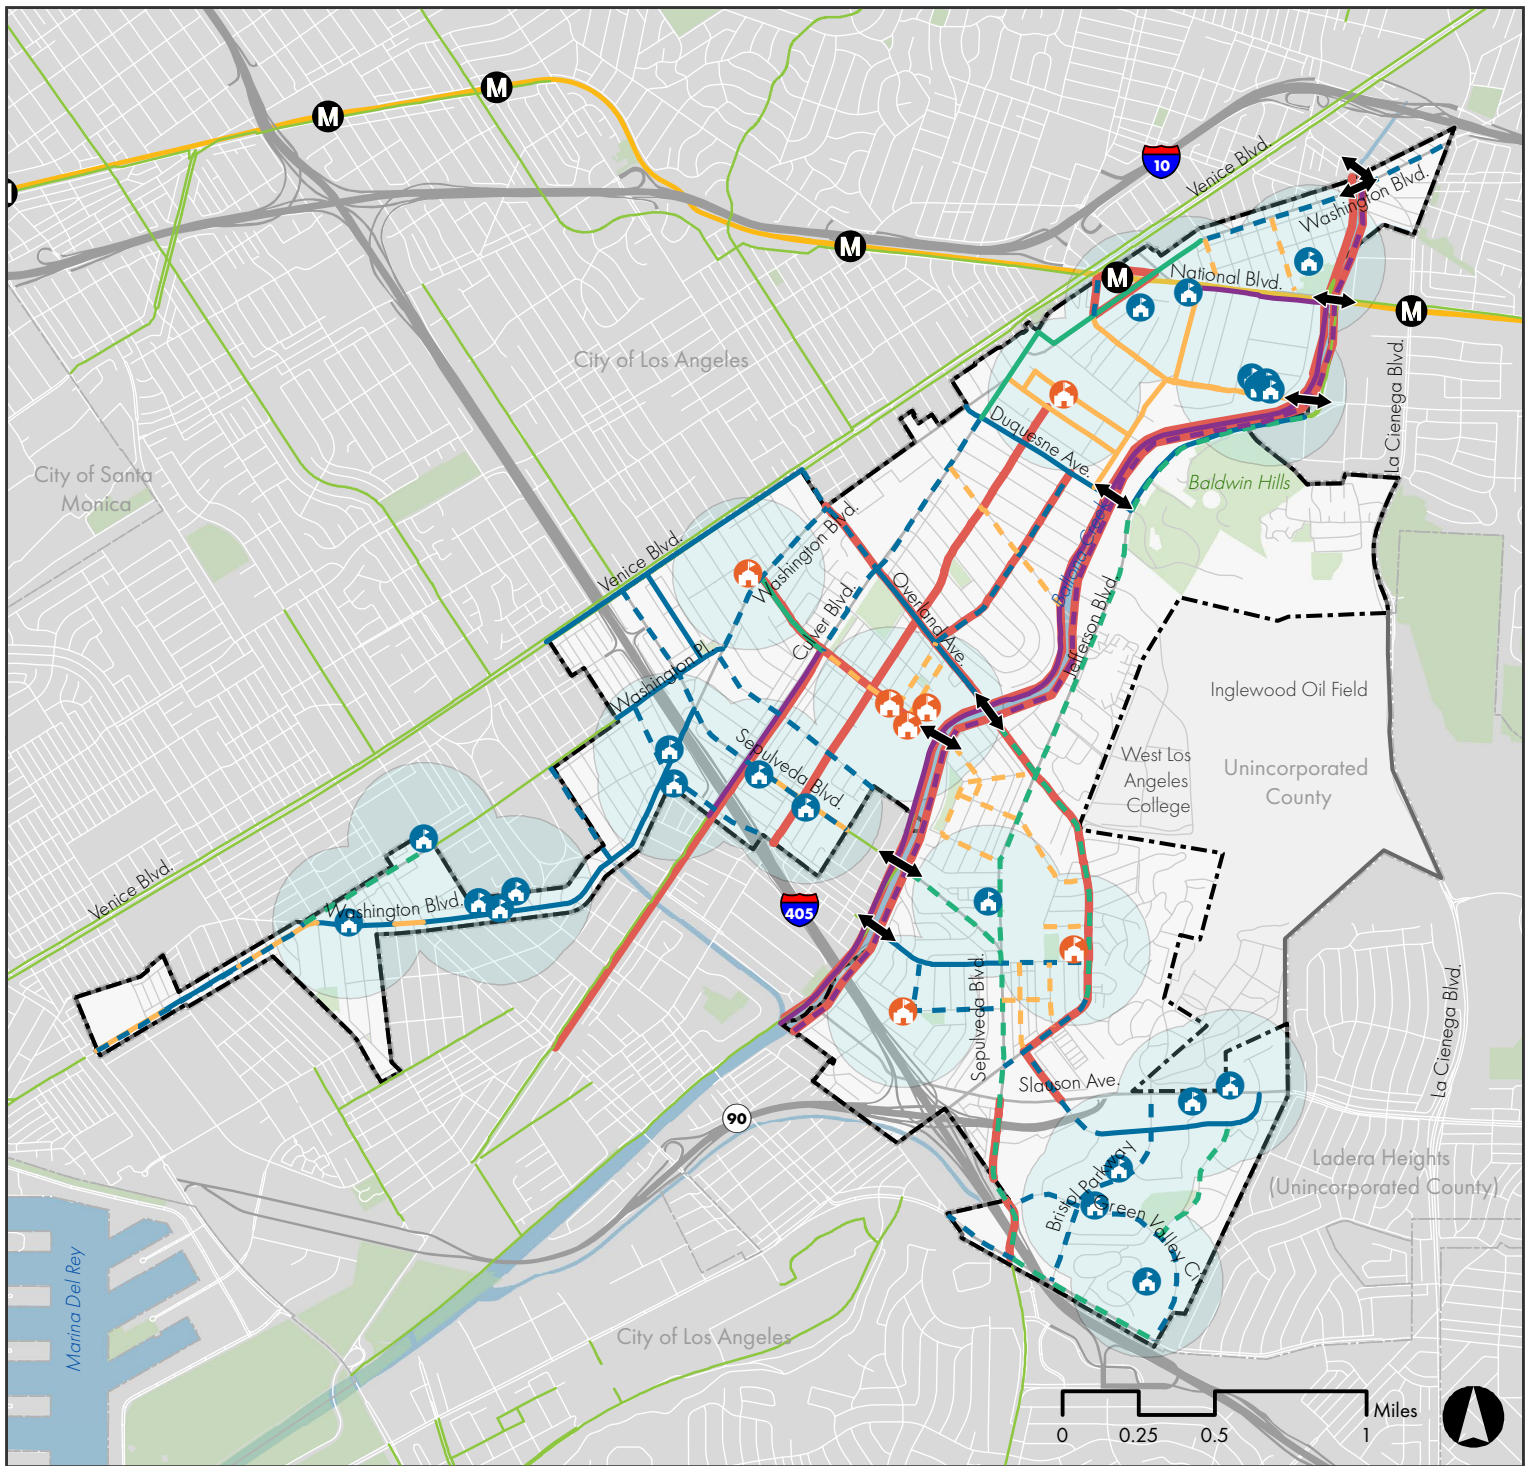 M
M
10
Venice Blvd.
Washington Blvd.
M
M
National Blvd.
M
City of Los Angeles
La Cienega Blvd.
Duquesne Ave.
City of Santa
Monica
Baldwin Hills
Ballona Creek
Washington Blvd.
Venice Blvd.
Overland Ave.
Culver Blvd.
Jefferson Blvd.
Washington Pl.
Inglewood Oil Field
Sepulveda Blvd.
West Los
Angeles
College
Unincorporated
County
Venice Blvd.
Washington Blvd.
405
Sepulveda Blvd.
La Cienega Blvd.
Slauson Ave.
90
Ladera Heights
(Unincorporated County)
Bristol Parkway
Green Valley Ci
Marina Del Rey
City of Los Angeles
Miles
0
0.25
0.5
1